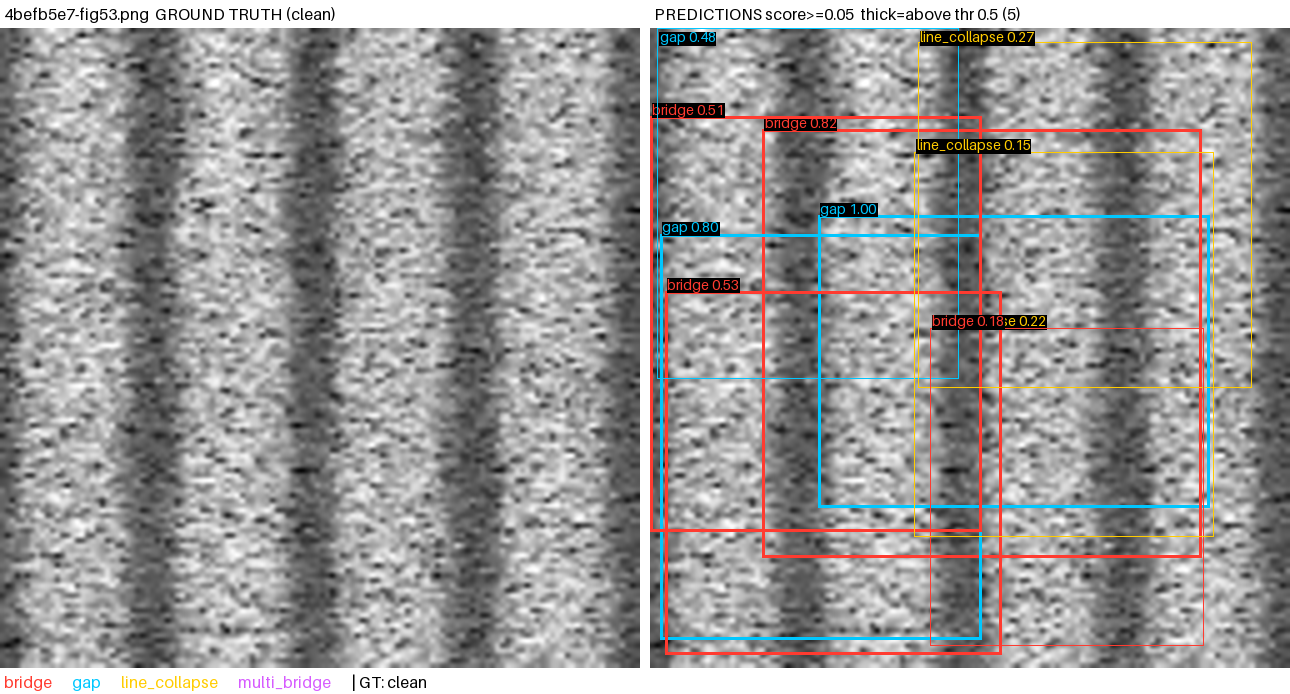 4befb5e7-fig53.png  GROUND TRUTH (clean)
PREDICTIONS score>=0.05  thick=above thr 0.5 (5)
gap 0.48
line_collapse 0.27
bridge 0.51
bridge 0.82
line_collapse 0.15
gap 1.00
gap 0.80
bridge 0.53
bridge 0.18
se 0.22
bridge gap line_collapse multi_bridge | GT: clean